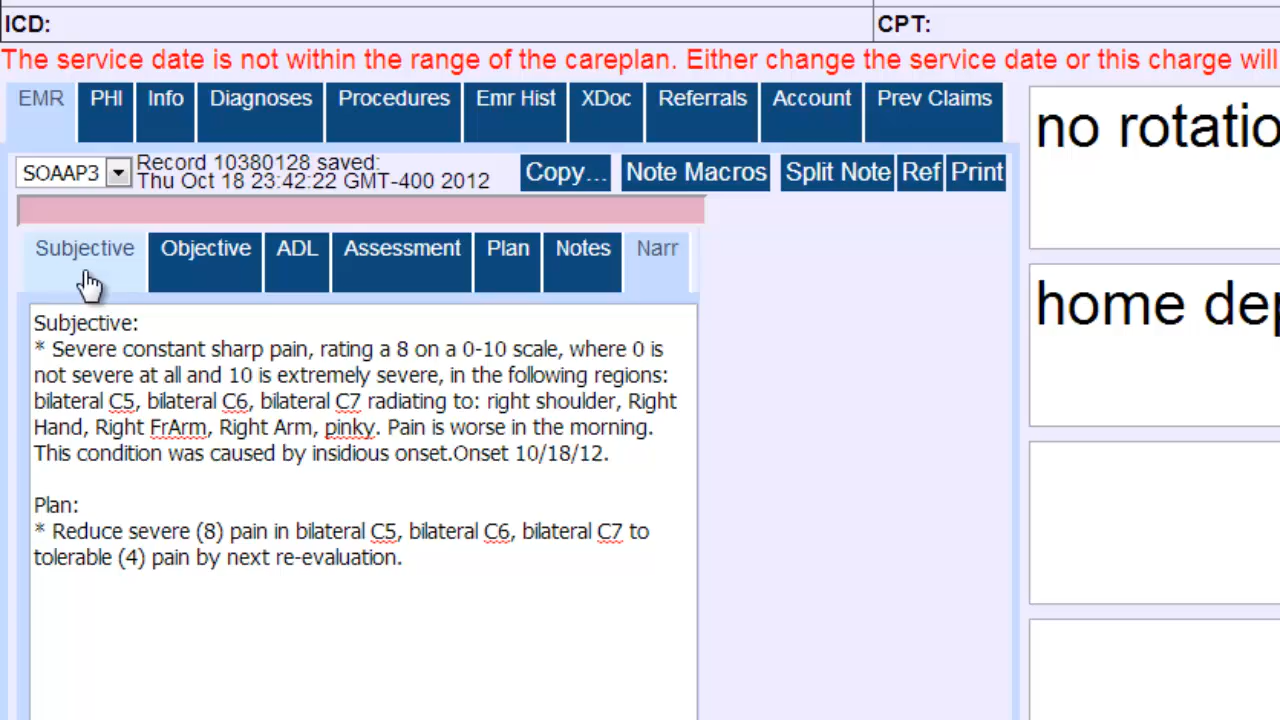 ICD:
CPT:
The service date is not within the range of the careplan. Either change the service date or this charge will
EMR
PHI
Info
Diagnoses
Procedures
Emr Hist
XDoc
Referrals
Account
Prev Claims
SOAAP3
Record 10380128 saved:
Thu Oct 18 23:42:22 GMT-400 2012
Copy...
Note Macros
Split Note
Ref
Print
Subjective
Objective
ADL
Assessment
Plan
Notes
Narr
Subjective:
* Severe constant sharp pain, rating a 8 on a 0-10 scale, where 0 is
not severe at all and 10 is extremely severe, in the following regions:
bilateral C5, bilateral C6, bilateral C7 radiating to: right shoulder, Right
Hand, Right FrArm, Right Arm, pinky. Pain is worse in the morning.
This condition was caused by insidious onset.Onset 10/18/12.
Plan:
* Reduce severe (8) pain in bilateral C5, bilateral C6, bilateral C7 to
tolerable (4) pain by next re-evaluation.
no rotatio
home dep